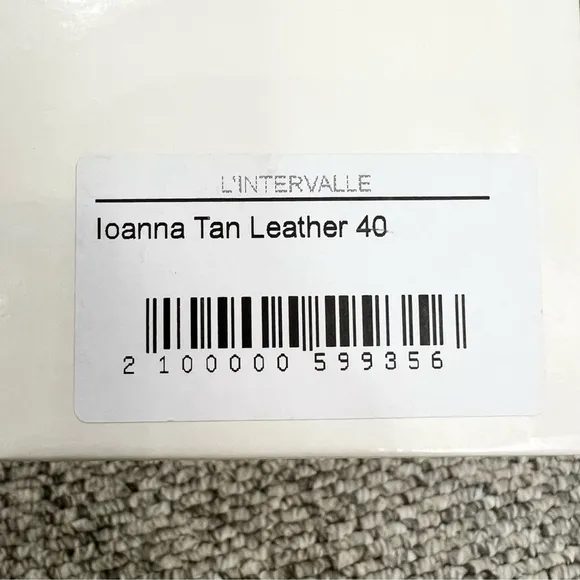 L'INTERVALLE
Ioanna Tan Leather 40
2 100000 599356